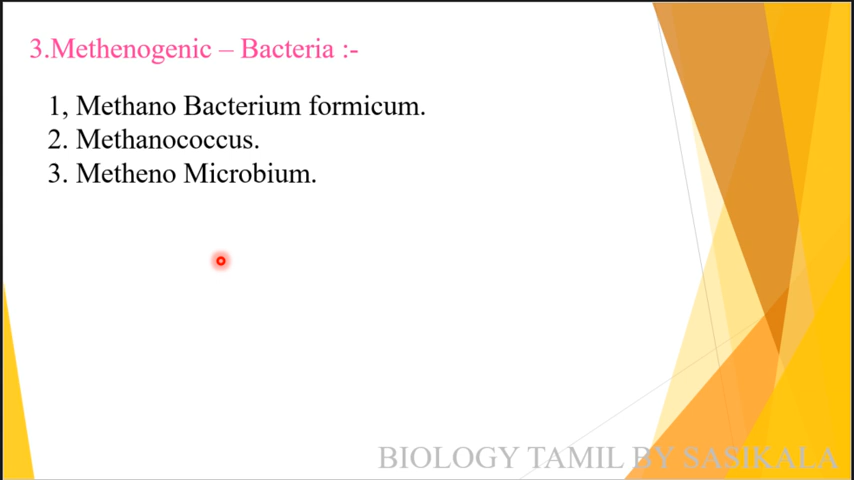 3.Methenogenic – Bacteria :-
1, Methano Bacterium formicum.
2. Methanococcus.
3. Metheno Microbium.
BIOLOGY TAMIL BY SASIKALA